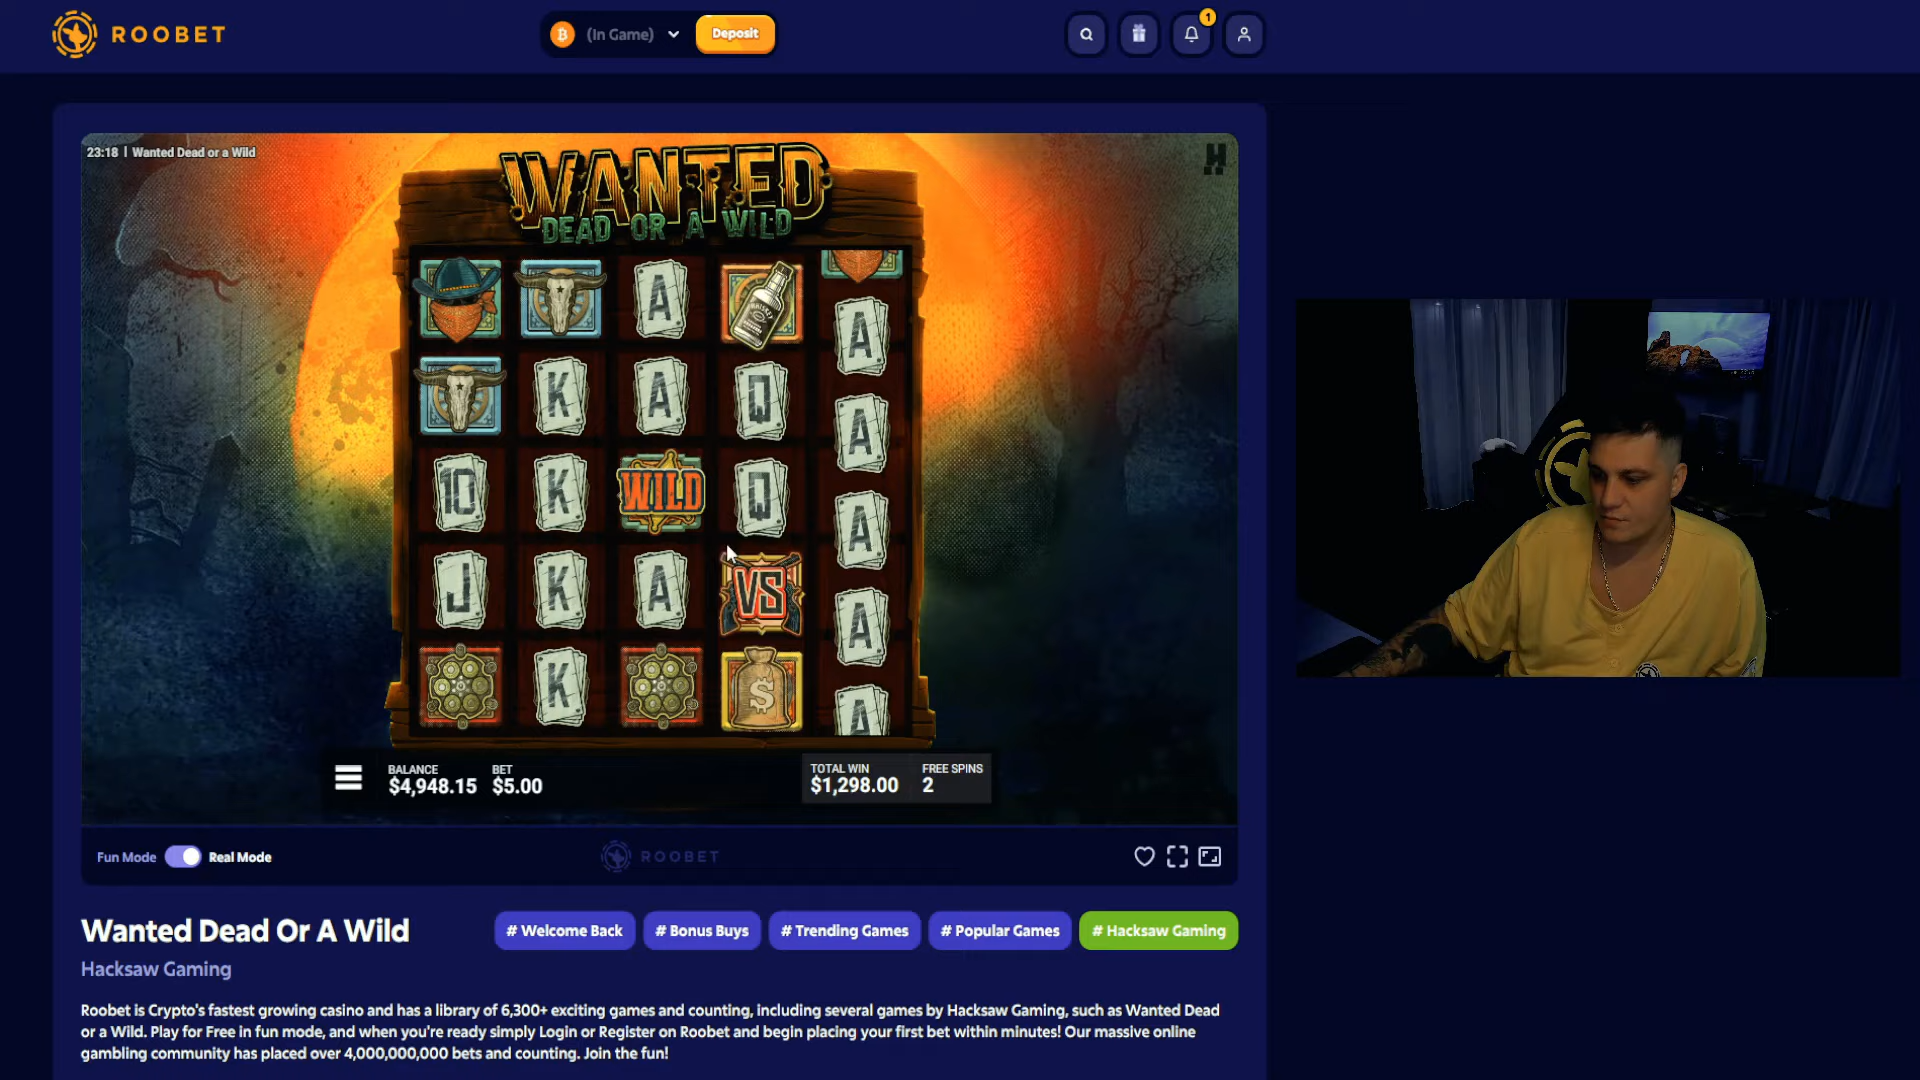 ROOBET
(In Game)
Deposit
1
23:18 | Wanted Dead or a Wild
WANTED
DEAD OR A WILD
A
A
K A Q
A
10 K WILD Q
A
J K A VS
A
K $
A
BALANCE BET TOTAL WIN FREE SPINS
$4,948.15 $5.00 $1,298.00 2
Fun Mode Real Mode
ROOBET
Wanted Dead Or A Wild
# Welcome Back # Bonus Buys # Trending Games # Popular Games # Hacksaw Gaming
Hacksaw Gaming
Roobet is Crypto's fastest growing casino and has a library of 6,300+ exciting games and counting, including several games by Hacksaw Gaming, such as Wanted Dead
or a Wild. Play for Free in fun mode, and when you're ready simply Login or Register on Roobet and begin placing your first bet within minutes! Our massive online
gambling community has placed over 4,000,000,000 bets and counting. Join the fun!